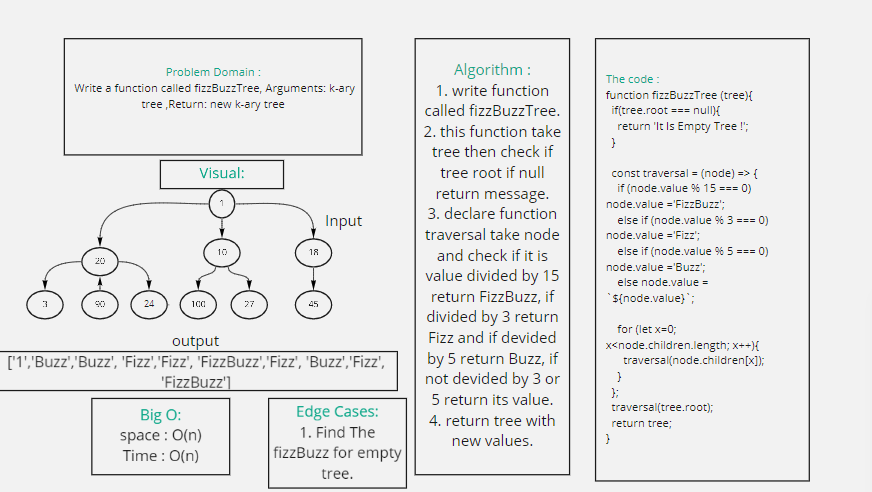 Problem Domain :
Write a function called fizzBuzzTree, Arguments: k-ary
tree ,Return: new k-ary tree
Visual:
1
Input
20
10
18
3
90
24
100
27
45
output
['1','Buzz','Buzz', 'Fizz','Fizz', 'FizzBuzz','Fizz', 'Buzz','Fizz',
'FizzBuzz']
Big O:
space : O(n)
Time : O(n)
Edge Cases:
1. Find The
fizzBuzz for empty
tree.
Algorithm :
1. write function
called fizzBuzzTree.
2. this function take
tree then check if
tree root if null
return message.
3. declare function
traversal take node
and check if it is
value divided by 15
return FizzBuzz, if
divided by 3 return
Fizz and if devided
by 5 return Buzz, if
not devided by 3 or
5 return its value.
4. return tree with
new values.
The code :
function fizzBuzzTree (tree){
if(tree.root === null){
return 'It Is Empty Tree !';
}
const traversal = (node) => {
if (node.value % 15 === 0)
node.value ='FizzBuzz';
else if (node.value % 3 === 0)
node.value ='Fizz';
else if (node.value % 5 === 0)
node.value ='Buzz';
else node.value =
`${node.value}`;
for (let x=0;
x<node.children.length; x++){
traversal(node.children[x]);
}
};
traversal(tree.root);
return tree;
}